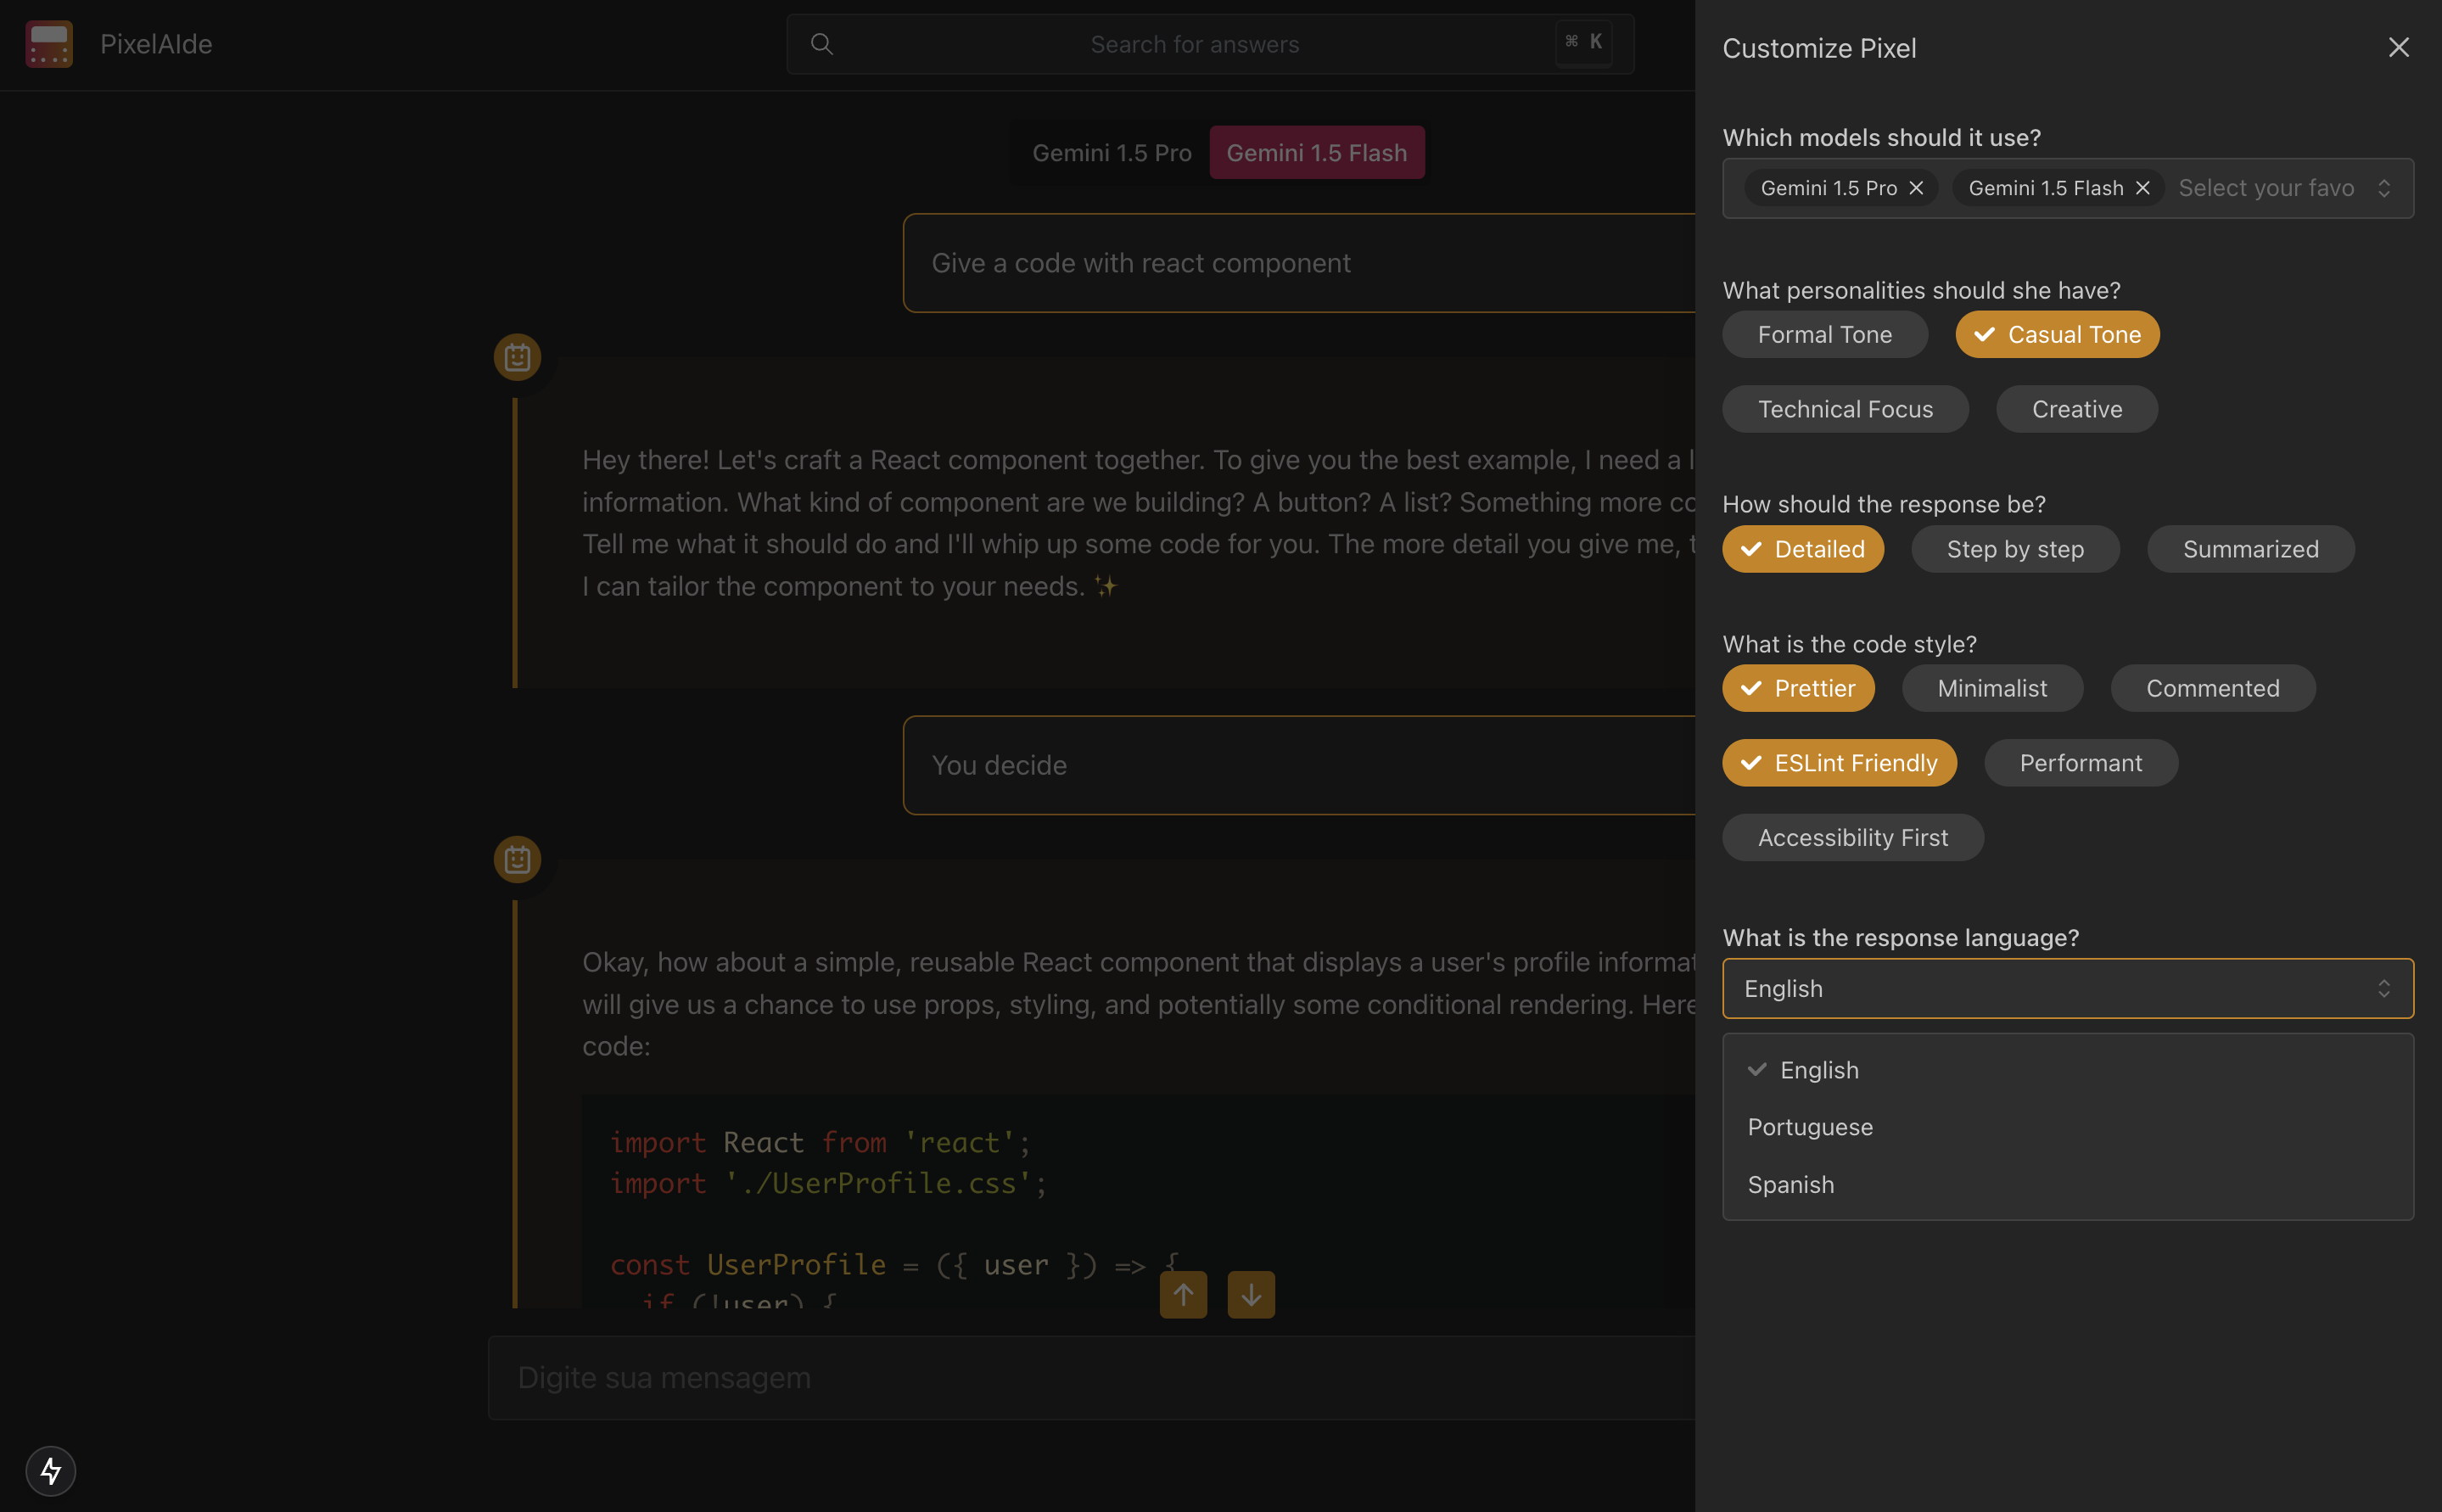 PixelAIde
Search for answers
⌘ K
Gemini 1.5 Pro
Gemini 1.5 Flash
Give a code with react component
Hey there! Let's craft a React component together. To give you the best example, I need a
information. What kind of component are we building? A button? A list? Something more
Tell me what it should do and I'll whip up some code for you. The more detail you give me,
I can tailor the component to your needs. ✨
You decide
Okay, how about a simple, reusable React component that displays a user's profile
will give us a chance to use props, styling, and potentially some conditional rendering. Here
code:
import React from 'react';
import './UserProfile.css';
const UserProfile = ({ user }) => {
if (!user) {
Digite sua mensagem
Customize Pixel
Which models should it use?
Gemini 1.5 Pro
Gemini 1.5 Flash
Select your favo
What personalities should she have?
Formal Tone
Casual Tone
Technical Focus
Creative
How should the response be?
Detailed
Step by step
Summarized
What is the code style?
Prettier
Minimalist
Commented
ESLint Friendly
Performant
Accessibility First
What is the response language?
English
English
Portuguese
Spanish